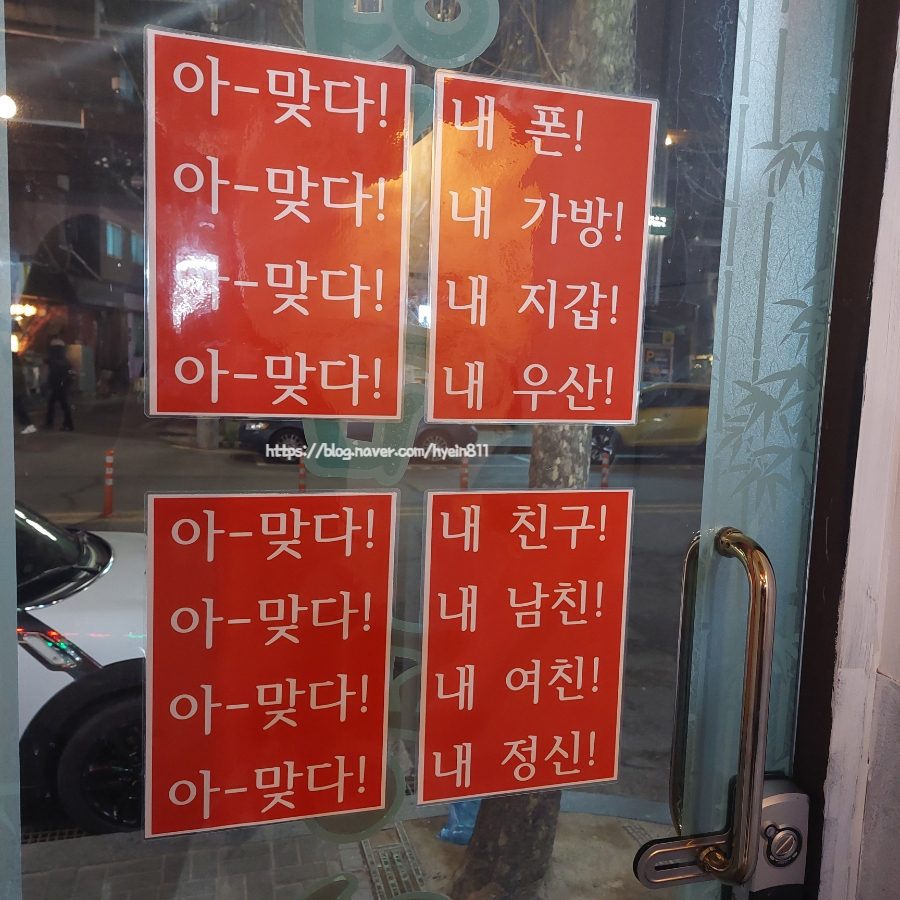 아-맞다!
아-맞다!
아-맞다!
아-맞다!
내 폰!
내 가방!
내 지갑!
내 우산!
https://blog.naver.com/hyein811
아-맞다!
아-맞다!
아-맞다!
아-맞다!
내 친구!
내 남친!
내 여친!
내 정신!